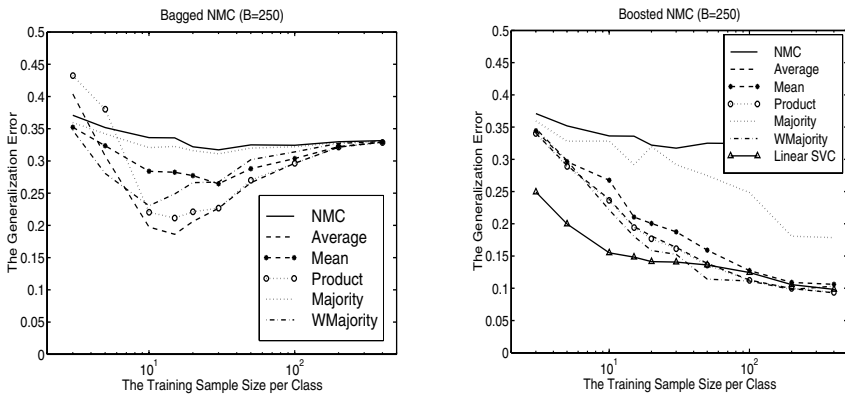 Bagged NMC (B=250)
0.5
0.45
0.4
0.35
0.3
0.25
0.2
0.15
0.1
0.05
0
The Generalization Error
NMC
Average
Mean
Product
Majority
WMajority
10^1
10^2
The Training Sample Size per Class
Boosted NMC (B=250)
0.5
0.45
0.4
0.35
0.3
0.25
0.2
0.15
0.1
0.05
0
The Generalization Error
NMC
Average
Mean
Product
Majority
WMajority
Linear SVC
10^1
10^2
The Training Sample Size per Class